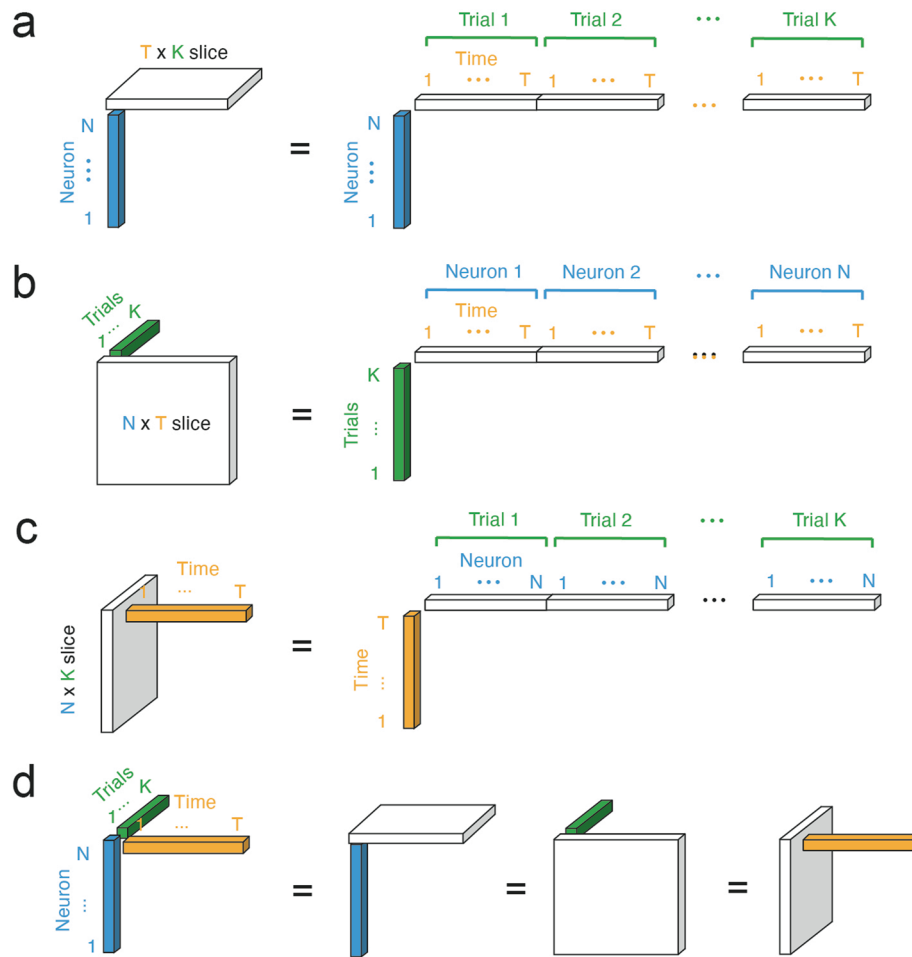 a
T x K slice
N
⋮
1
Neuron
=
Trial 1 Trial 2 ... Trial K
Time
1 ... T 1 ... T ... 1 ... T
N
⋮
1
Neuron
b
Trials
1 ... K
N x T slice
=
Neuron 1 Neuron 2 ... Neuron N
Time
1 ... T 1 ... T ... 1 ... T
K
⋮
1
Trials
c
Time
1 ... T
N x K slice
=
Trial 1 Trial 2 ... Trial K
Neuron
1 ... N 1 ... N ... 1 ... N
T
⋮
1
Time
d
Trials
1 ... K
Time
1 ... T
N
⋮
1
Neuron
= = =